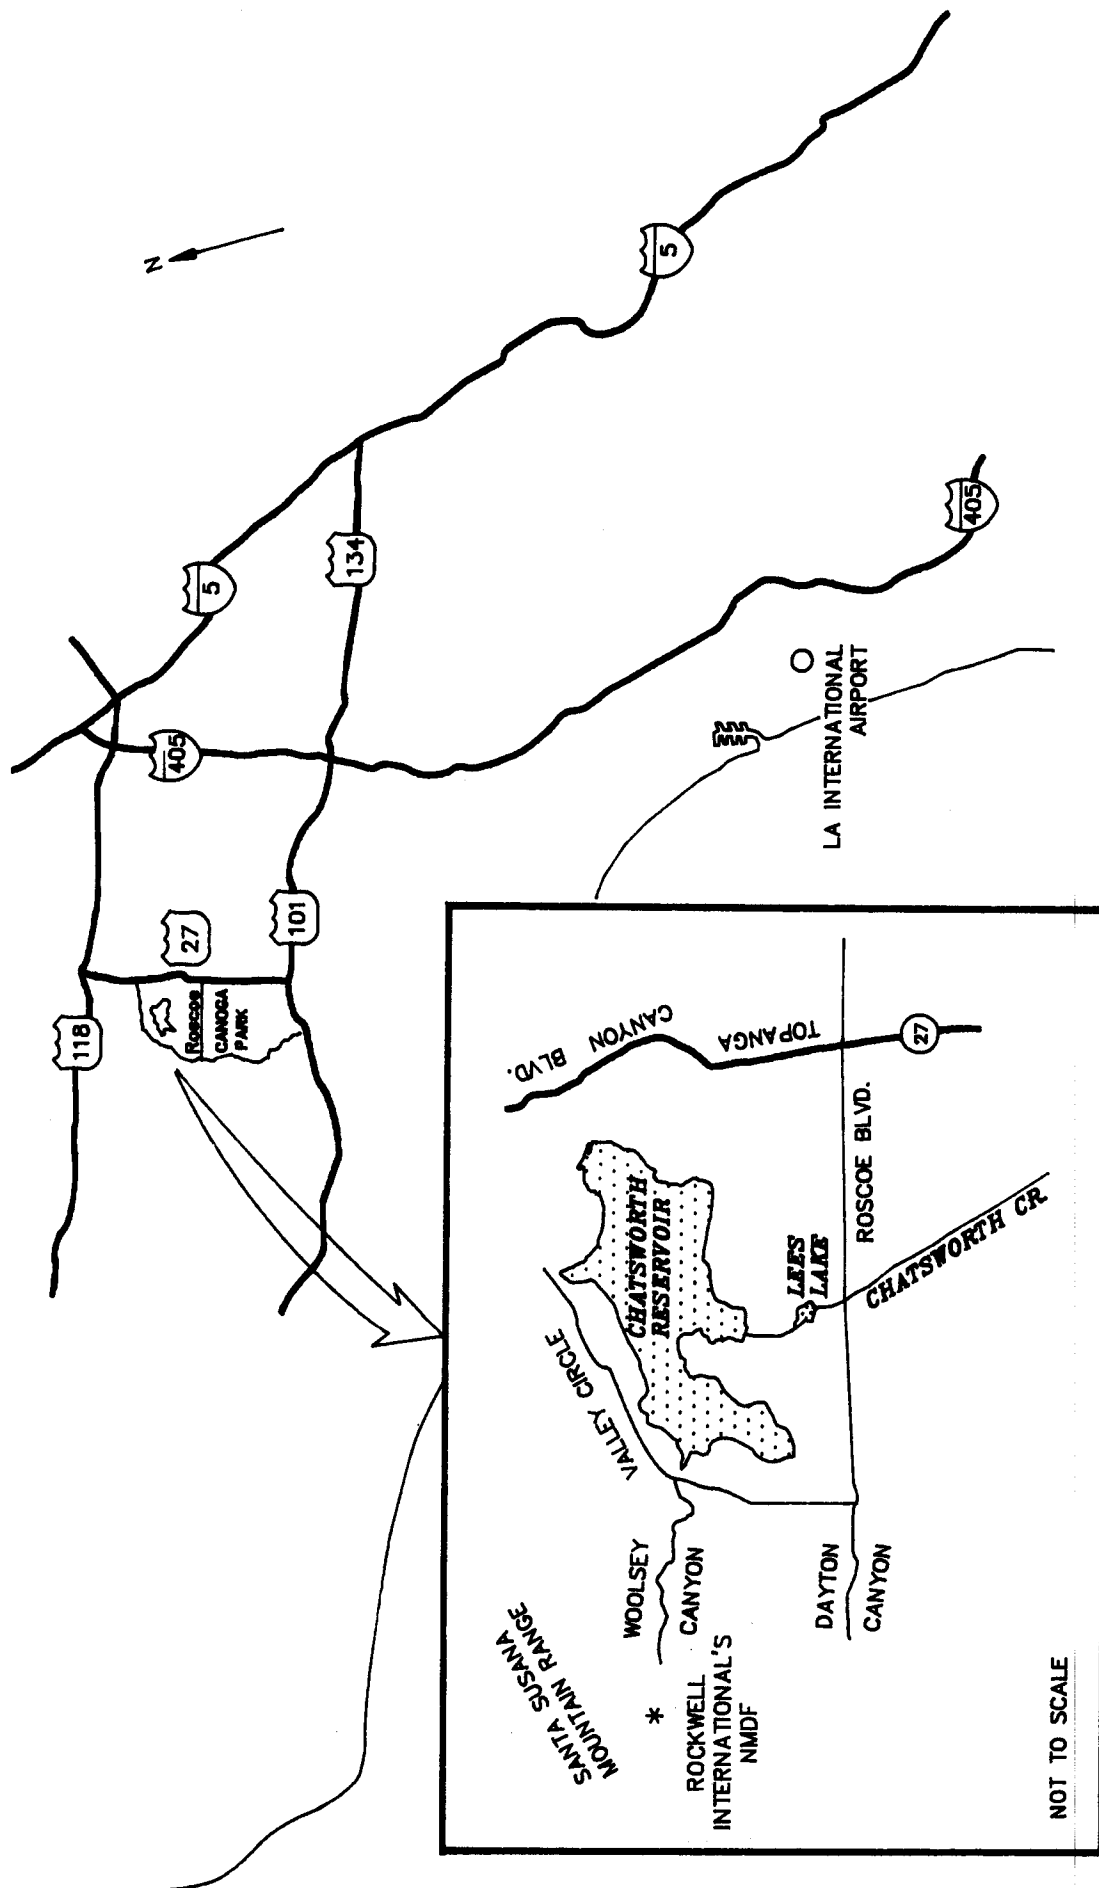 N
118
27
Roscoe
CANOGA
PARK
101
405
5
134
5
405
LA INTERNATIONAL
AIRPORT
SANTA SUSANA
MOUNTAIN RANGE
*
ROCKWELL
INTERNATIONAL'S
NMDF
WOOLSEY
CANYON
VALLEY CIRCLE
CHATSWORTH
RESERVOIR
TOPANGA
CANYON BLVD.
27
LEES
LAKE
ROSCOE BLVD.
CHATSWORTH CR.
DAYTON
CANYON
NOT TO SCALE